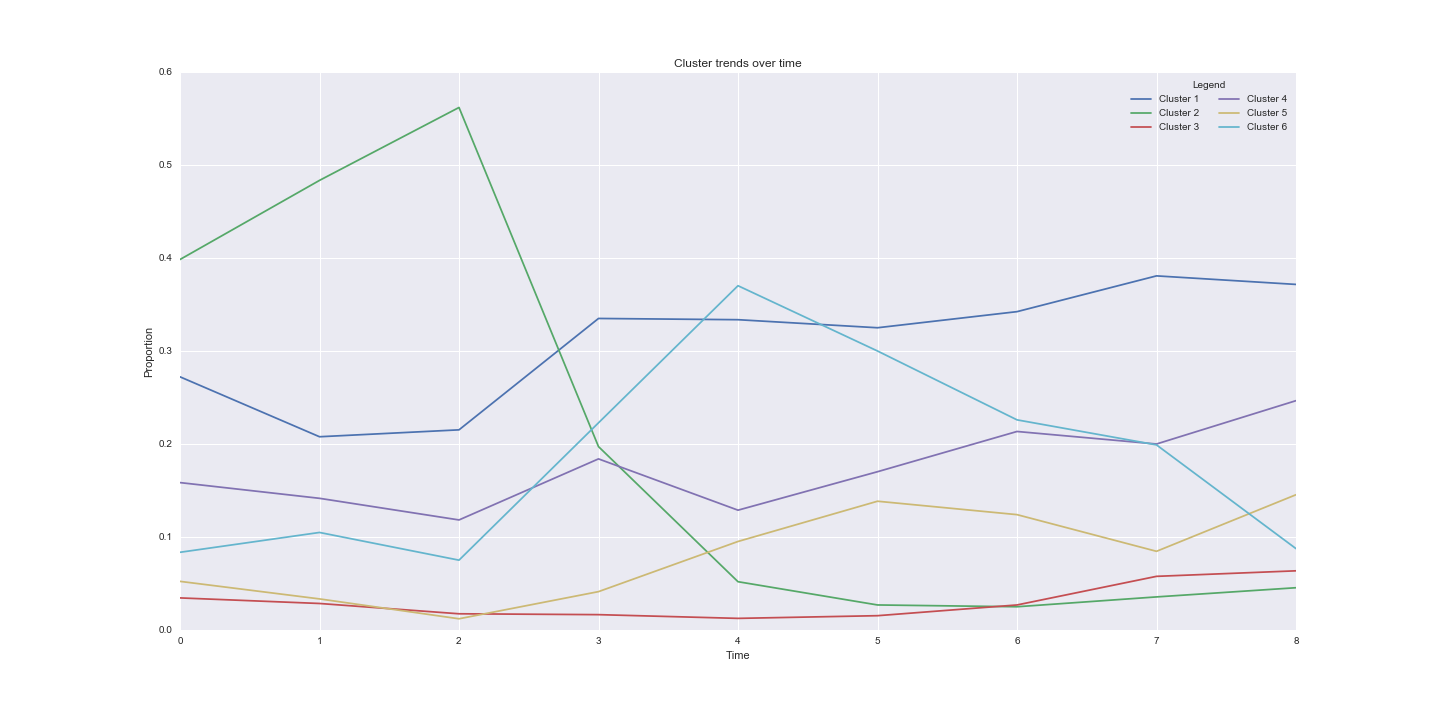 Cluster trends over time
Legend
Cluster 1 Cluster 4
Cluster 2 Cluster 5
Cluster 3 Cluster 6
0.6
0.5
0.4
0.3
0.2
0.1
0.0
Proportion
0 1 2 3 4 5 6 7 8
Time